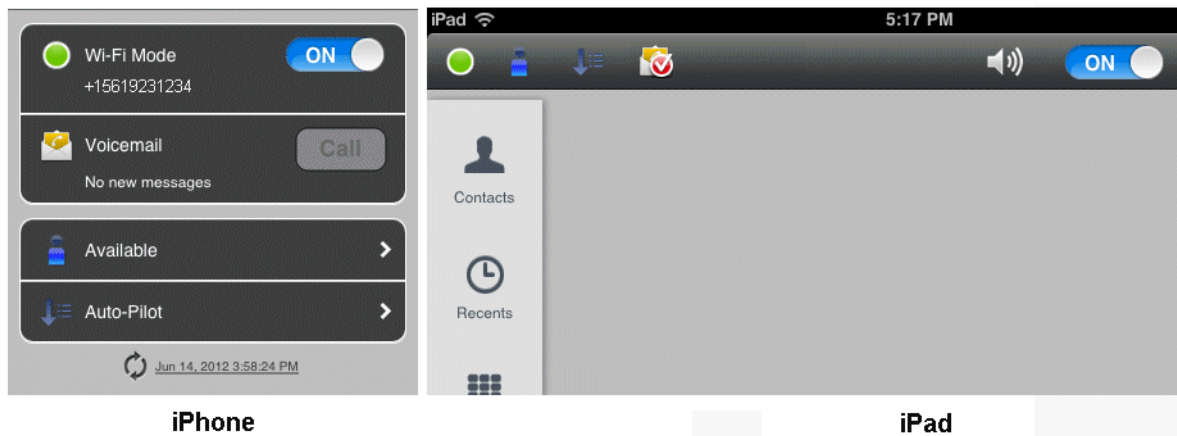 Wi-Fi Mode
ON
+15619231234
Voicemail
Call
No new messages
Available
Auto-Pilot
Jun 14, 2012 3:58:24 PM
iPhone
iPad
5:17 PM
ON
Contacts
Recents
iPad